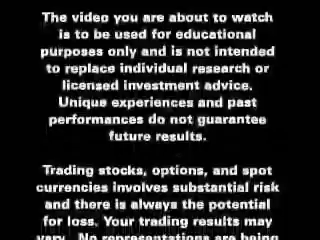 The video you are about to watch
is to be used for educational
purposes only and is not intended
to replace individual research or
licensed investment advice.
Unique experiences and past
performances do not guarantee
future results.
Trading stocks, options, and spot
currencies involves substantial risk
and there is always the potential
for loss. Your trading results may
vary. No representations are being